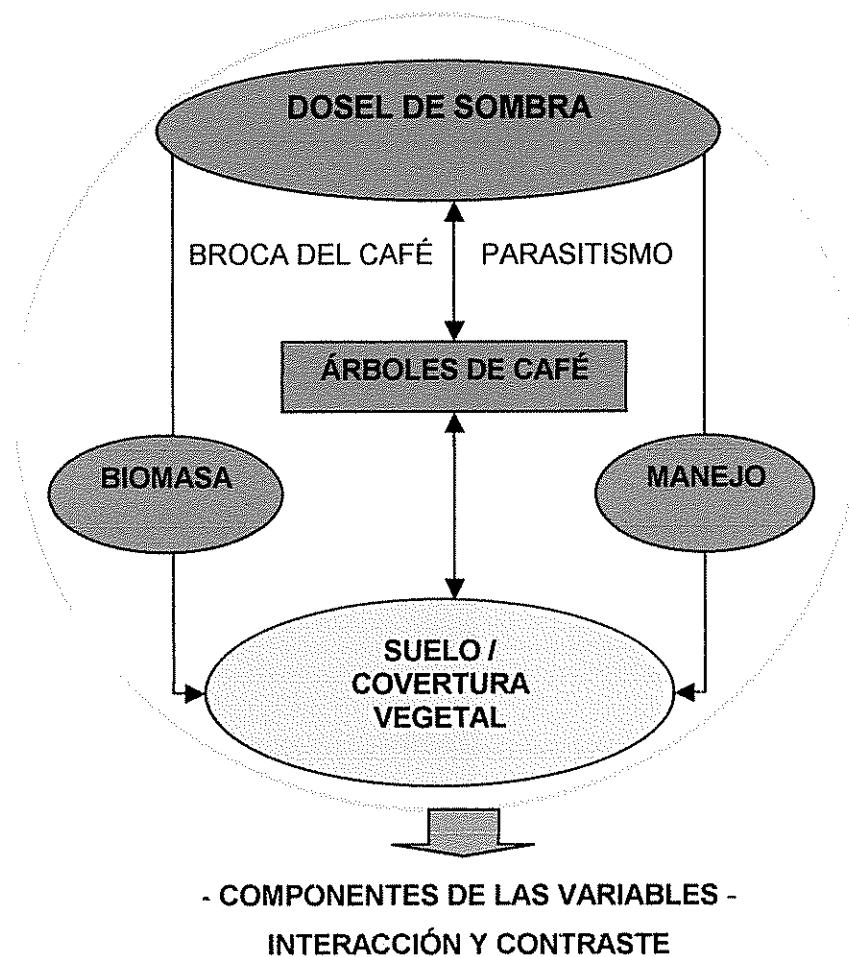 DOSEL DE SOMBRA
BROCA DEL CAFÉ PARASITISMO
ÁRBOLES DE CAFÉ
BIOMASA
MANEJO
SUELO /
COVERTURA
VEGETAL
- COMPONENTES DE LAS VARIABLES -
INTERACCIÓN Y CONTRASTE